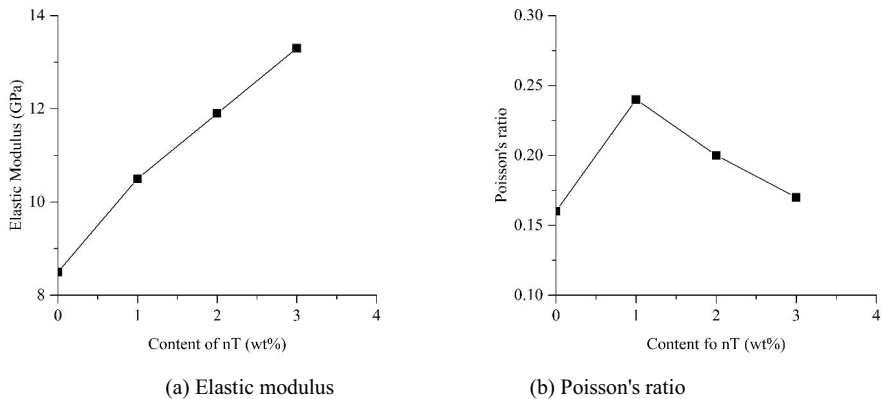 14
12
10
8
Elastic Modulus (GPa)
0 1 2 3 4
Content of nT (wt%)
(a) Elastic modulus
0.30
0.25
0.20
0.15
0.10
Poisson's ratio
0 1 2 3 4
Content fo nT (wt%)
(b) Poisson's ratio